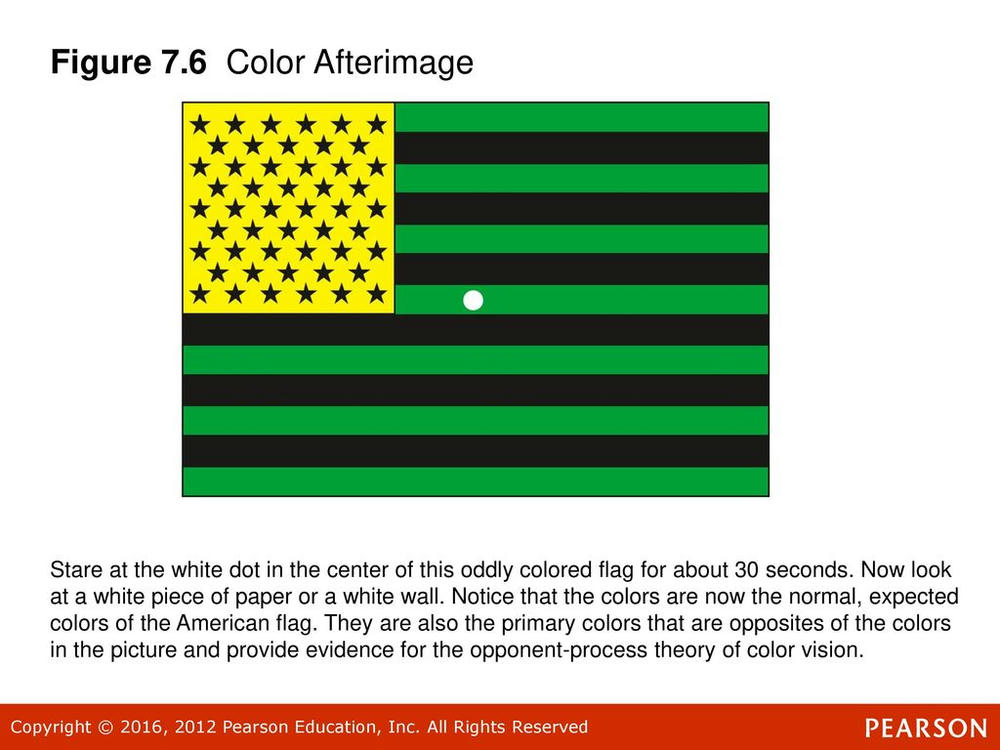 Figure 7.6 Color Afterimage
Stare at the white dot in the center of this oddly colored flag for about 30 seconds. Now look
at a white piece of paper or a white wall. Notice that the colors are now the normal, expected
colors of the American flag. They are also the primary colors that are opposites of the colors
in the picture and provide evidence for the opponent-process theory of color vision.
Copyright © 2016, 2012 Pearson Education, Inc. All Rights Reserved
PEARSON